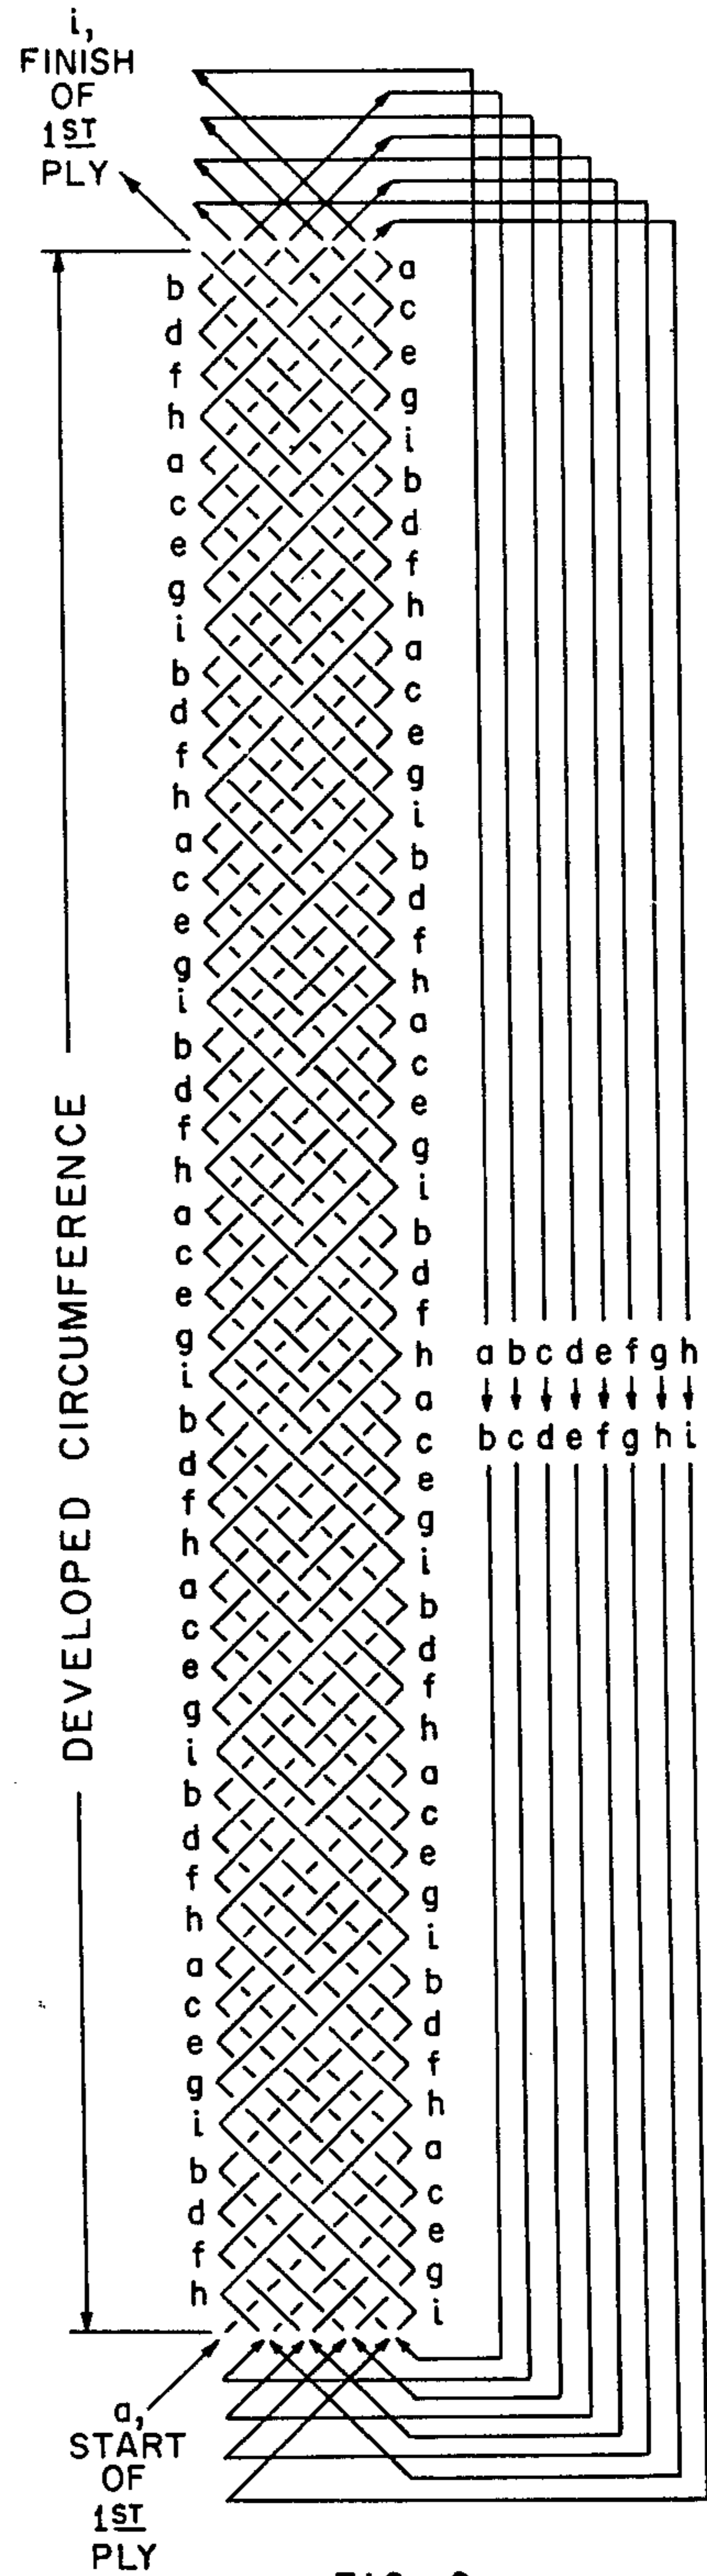 i,
FINISH
OF
1ST
PLY
b a
d c
f e
h g
a i
c b
e d
g f
i h
b a
d c
f e
h g
a i
c b
e d
g f
i h
b a
d c
f e
h g
a i
c b
e d
g f
i h a b c d e f g h
b a
d c b c d e f g h i
f e
h g
a i
c b
e d
g f
i h
b a
d c
f e
h g
a i
c b
e d
g f
i h
b a
d c
f e
h g
i
DEVELOPED CIRCUMFERENCE
a,
START
OF
1ST
PLY